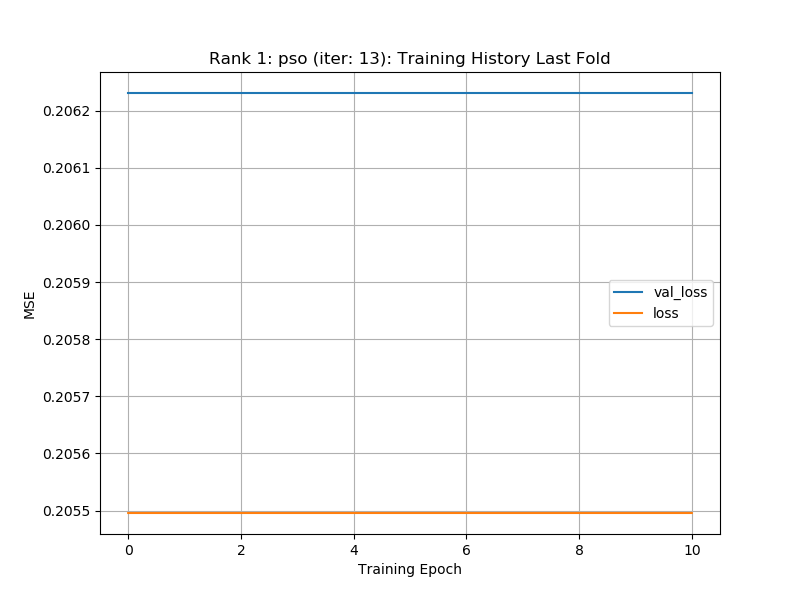 Rank 1: pso (iter: 13): Training History Last Fold
0.2062
0.2061
0.2060
0.2059
0.2058
0.2057
0.2056
0.2055
MSE
val_loss
loss
0 2 4 6 8 10
Training Epoch